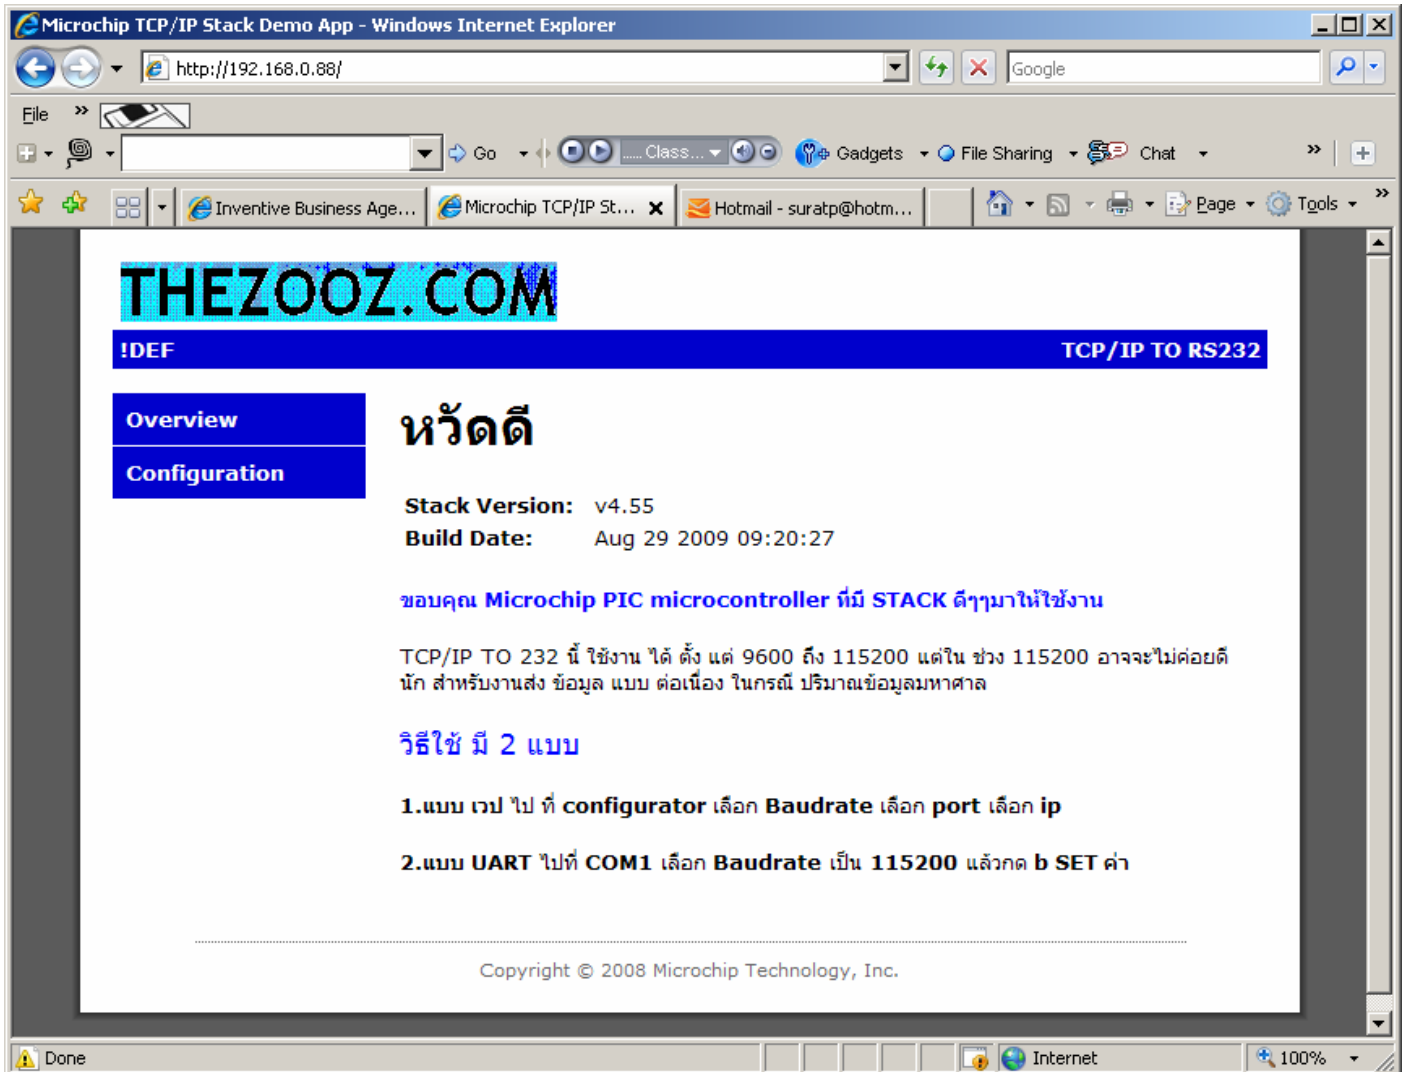 Microchip TCP/IP Stack Demo App - Windows Internet Explorer
http://192.168.0.88/
Google
File »
Go ..... Class... Gadgets File Sharing Chat »
Inventive Business Age... Microchip TCP/IP St... Hotmail - suratp@hotm... Page Tools »
THEZOOZ.COM
!DEF TCP/IP TO RS232
Overview
Configuration
หวัดดี
Stack Version: v4.55
Build Date: Aug 29 2009 09:20:27
ขอบคุณ Microchip PIC microcontroller ที่มี STACK ดีๆๆมาให้ใช้งาน
TCP/IP TO 232 นี้ ใช้งาน ได้ ตั้ง แต่ 9600 ถึง 115200 แต่ใน ช่วง 115200 อาจจะไม่ค่อยดี
นัก สำหรับงานส่ง ข้อมูล แบบ ต่อเนื่อง ในกรณี ปริมาณข้อมูลมหาศาล
วิธีใช้ มี 2 แบบ
1.แบบ เวป ไป ที่ configurator เลือก Baudrate เลือก port เลือก ip
2.แบบ UART ไปที่ COM1 เลือก Baudrate เป็น 115200 แล้วกด b SET ค่า
Copyright © 2008 Microchip Technology, Inc.
Done Internet 100%